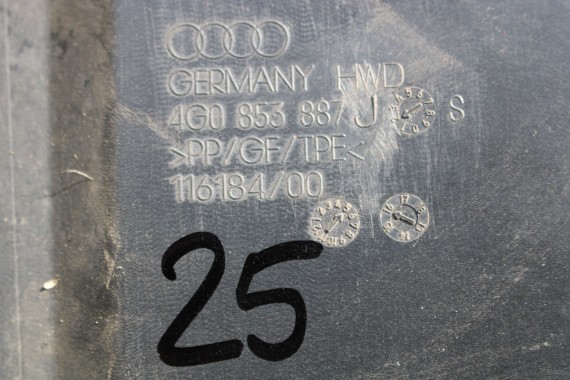 GERMANY HWD
4G0 853 887 J S
>PP/GF/TPE<
116184/00
25